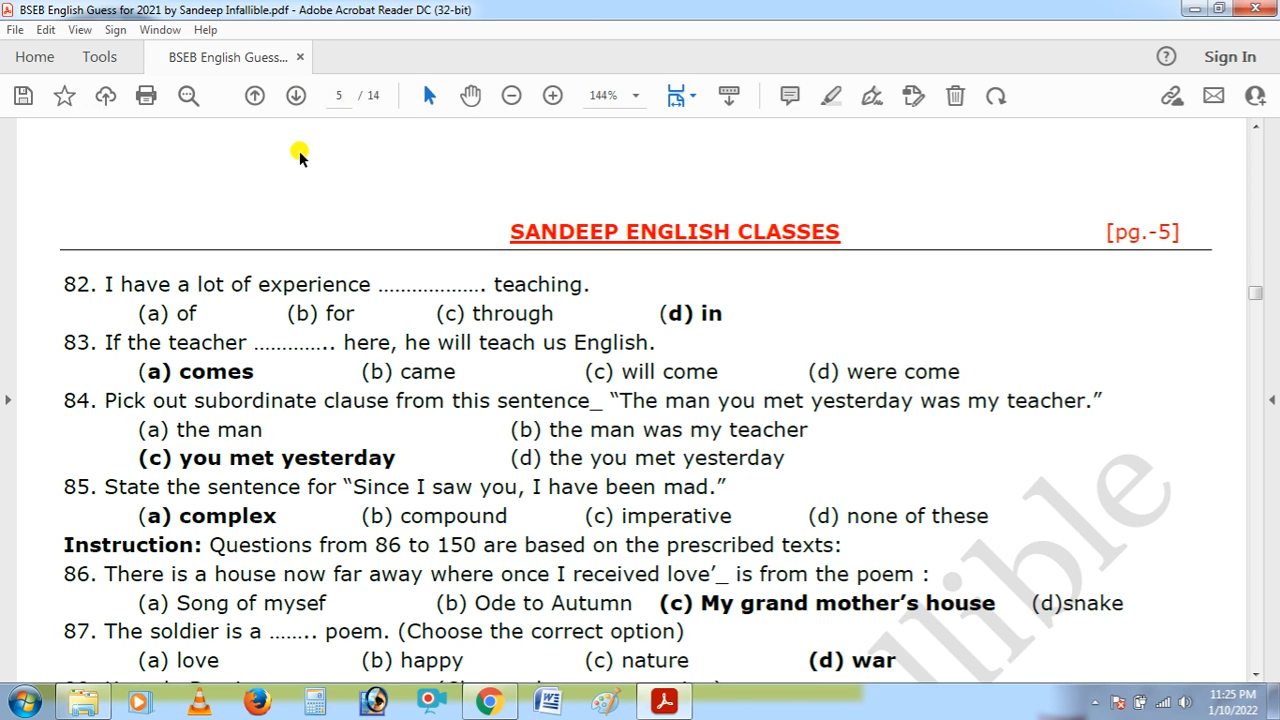 BSEB English Guess for 2021 by Sandeep Infallible.pdf - Adobe Acrobat Reader DC (32-bit)
File Edit View Sign Window Help
Home Tools BSEB English Guess... × Sign In
5 / 14 144%
SANDEEP ENGLISH CLASSES [pg.-5]
82. I have a lot of experience ………………. teaching.
(a) of (b) for (c) through (d) in
83. If the teacher ………….. here, he will teach us English.
(a) comes (b) came (c) will come (d) were come
84. Pick out subordinate clause from this sentence_ “The man you met yesterday was my teacher.”
(a) the man (b) the man was my teacher
(c) you met yesterday (d) the you met yesterday
85. State the sentence for “Since I saw you, I have been mad.”
(a) complex (b) compound (c) imperative (d) none of these
Instruction: Questions from 86 to 150 are based on the prescribed texts:
86. There is a house now far away where once I received love’_ is from the poem :
(a) Song of mysef (b) Ode to Autumn (c) My grand mother’s house (d)snake
87. The soldier is a …….. poem. (Choose the correct option)
(a) love (b) happy (c) nature (d) war
llible
11:25 PM
1/10/2022